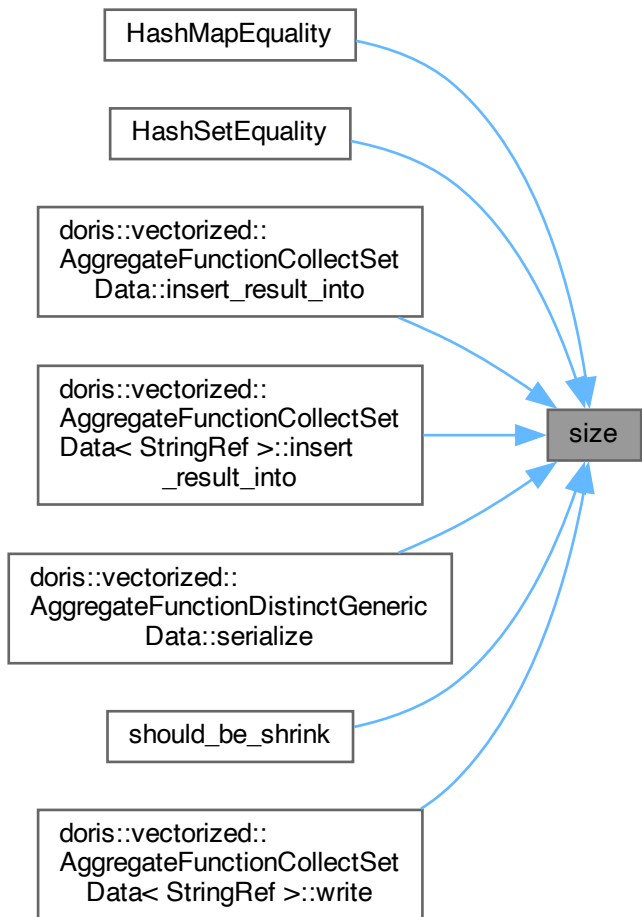 HashMapEquality
HashSetEquality
doris::vectorized::
AggregateFunctionCollectSet
Data::insert_result_into
doris::vectorized::
AggregateFunctionCollectSet
Data< StringRef >::insert
_result_into
size
doris::vectorized::
AggregateFunctionDistinctGeneric
Data::serialize
should_be_shrink
doris::vectorized::
AggregateFunctionCollectSet
Data< StringRef >::write